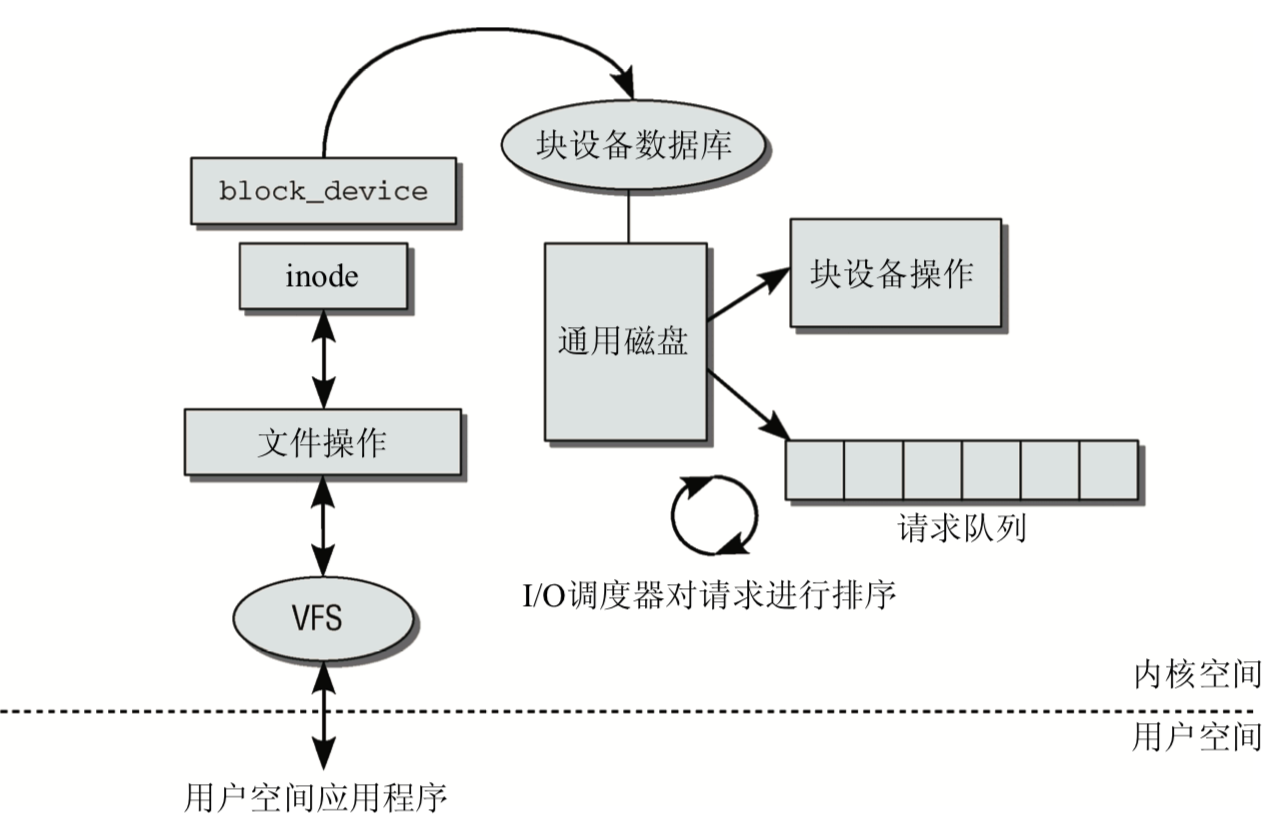 块设备数据库
block_device
inode
块设备操作
通用磁盘
文件操作
请求队列
I/O调度器对请求进行排序
VFS
内核空间
用户空间
用户空间应用程序